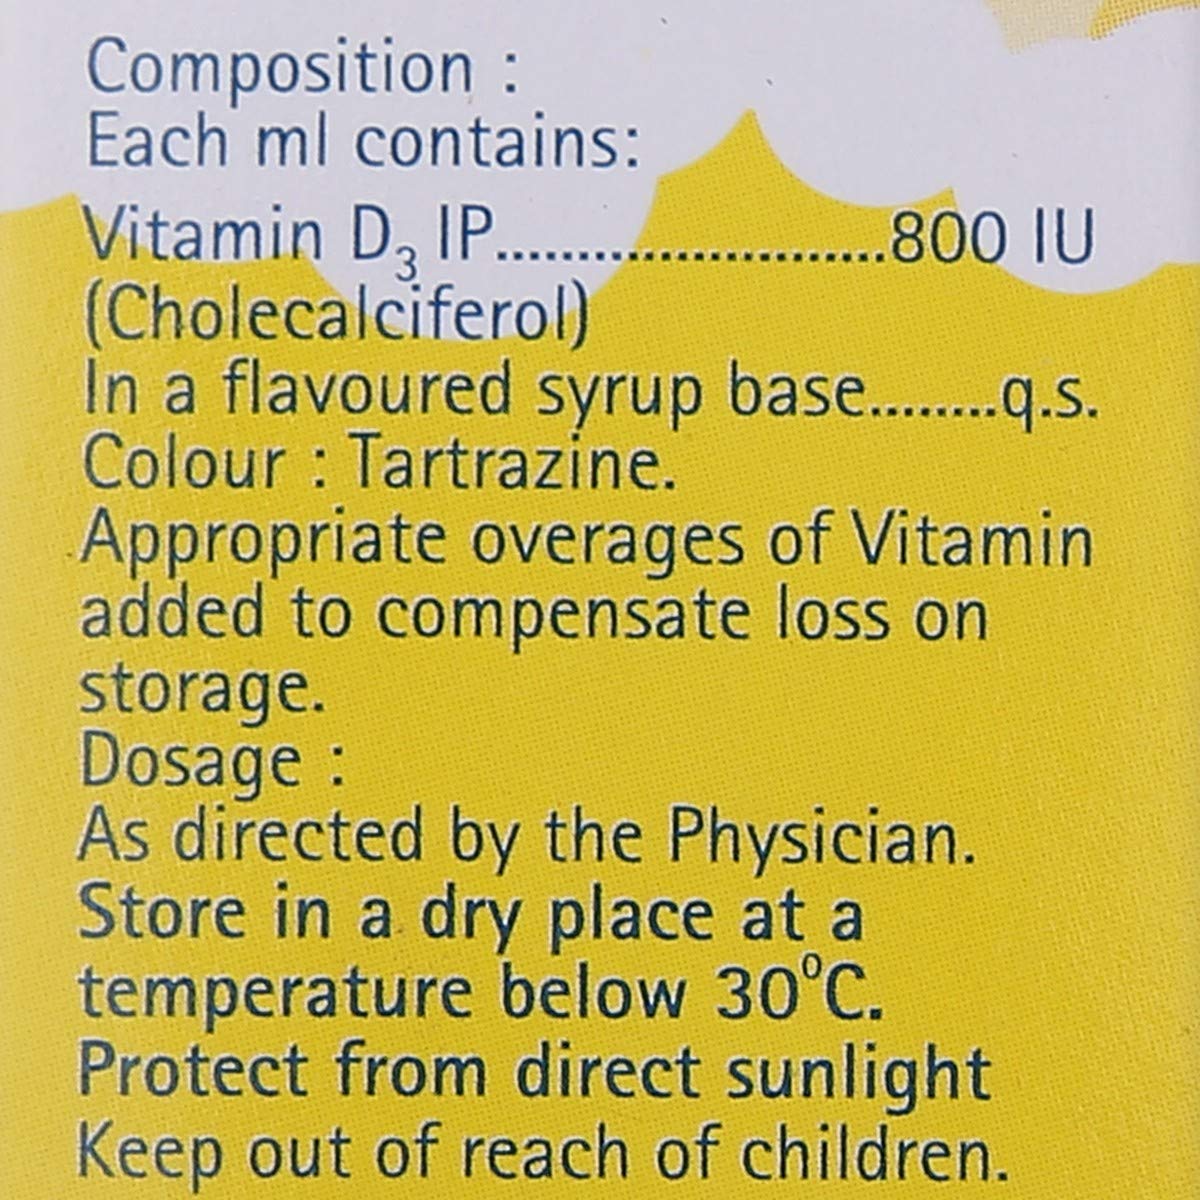 Composition :
Each ml contains:
Vitamin D3 IP........................800 IU
(Cholecalciferol)
In a flavoured syrup base........q.s.
Colour : Tartrazine.
Appropriate overages of Vitamin
added to compensate loss on
storage.
Dosage :
As directed by the Physician.
Store in a dry place at a
temperature below 30⁰C.
Protect from direct sunlight
Keep out of reach of children.